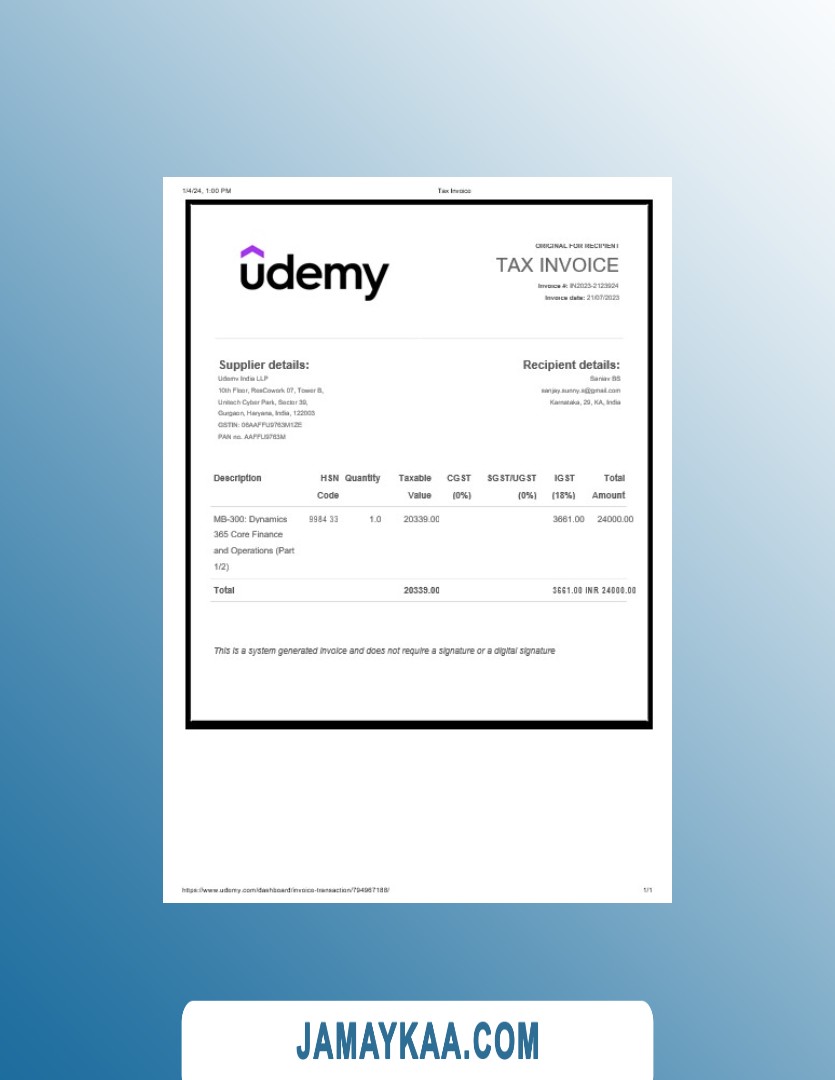 1/4/24, 1:00 PM
Tax Invoice
udemy
ORIGINAL FOR RECIPIENT
TAX INVOICE
Invoice #: IN2023-2123924
Invoice date: 21/07/2023
Supplier details:
Udemy India LLP
10th Floor, ReaCowork 07, Tower B,
Unitech Cyber Park, Sector 39,
Gurgaon, Haryana, India, 122003
GSTIN: 06AAFFU9763M1ZE
PAN no. AAFFU9763M
Recipient details:
Sanjay BS
sanjay.sunny.s@gmail.com
Karnataka, 29, KA, India
Description HSN Quantity Taxable CGST SGST/UGST IGST Total
Code Value (0%) (0%) (18%) Amount
MB-300: Dynamics 9984 33 1.0 20339.00 3661.00 24000.00
365 Core Finance
and Operations (Part
1/2)
Total 20339.00 3661.00 INR 24000.00
This is a system generated invoice and does not require a signature or a digital signature
https://www.udemy.com/dashboard/invoice-transaction/794967188/
1/1
JAMAYKAA.COM